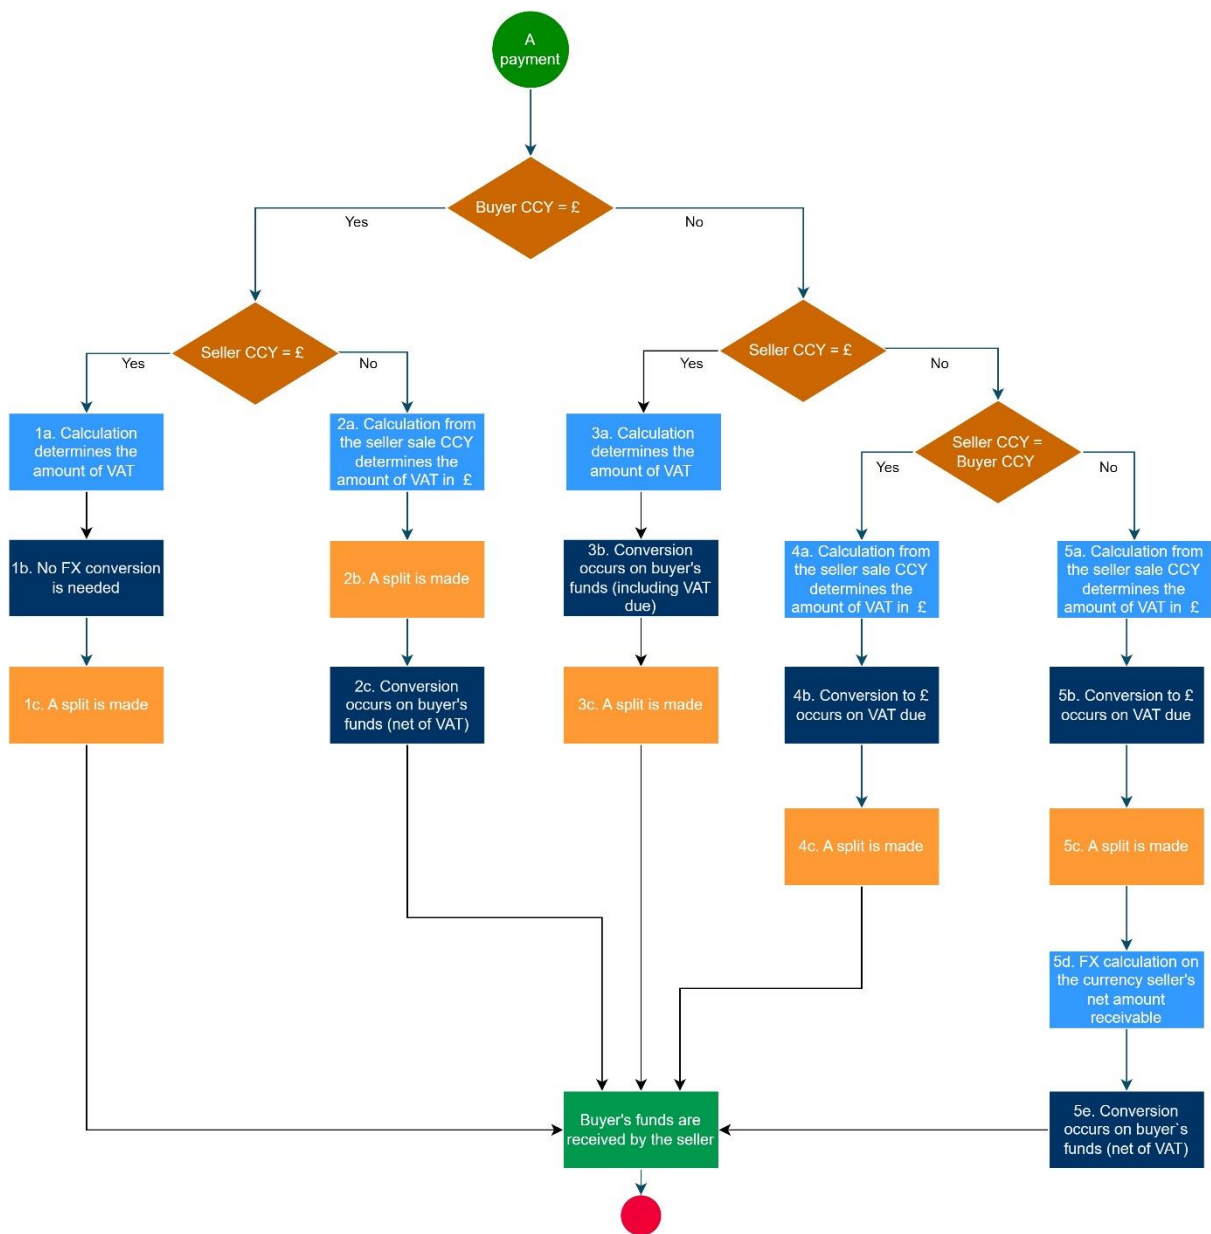 A
payment
Buyer CCY = £
Yes
No
Seller CCY = £
Yes
No
Seller CCY = £
Yes
No
Seller CCY =
Buyer CCY
Yes
No
1a. Calculation
determines the
amount of VAT
2a. Calculation from
the seller sale CCY
determines the
amount of VAT in £
3a. Calculation
determines the
amount of VAT
1b. No FX conversion
is needed
2b. A split is made
3b. Conversion
occurs on buyer's
funds (including VAT
due)
4a. Calculation from
the seller sale CCY
determines the
amount of VAT in £
5a. Calculation from
the seller sale CCY
determines the
amount of VAT in £
1c. A split is made
2c. Conversion
occurs on buyer's
funds (net of VAT)
3c. A split is made
4b. Conversion to £
occurs on VAT due
5b. Conversion to £
occurs on VAT due
4c. A split is made
5c. A split is made
5d. FX calculation on
the currency seller's
net amount
receivable
Buyer's funds are
received by the seller
5e. Conversion
occurs on buyer`s
funds (net of VAT)